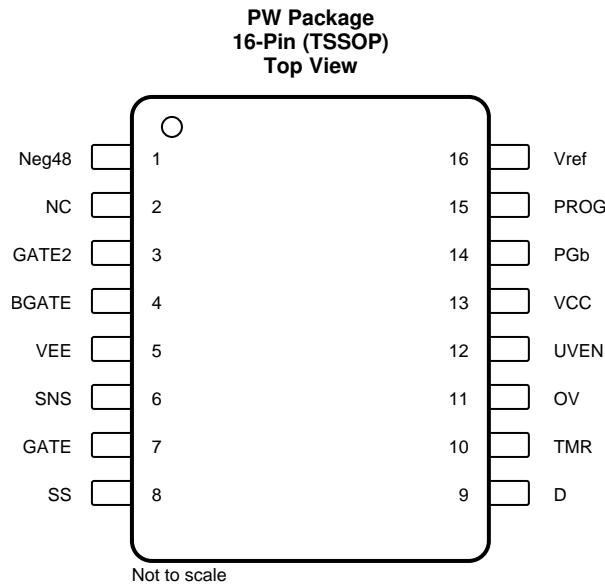 PW Package
16-Pin (TSSOP)
Top View
Neg48 1 16 Vref
NC 2 15 PROG
GATE2 3 14 PGb
BGATE 4 13 VCC
VEE 5 12 UVEN
SNS 6 11 OV
GATE 7 10 TMR
SS 8 9 D
Not to scale